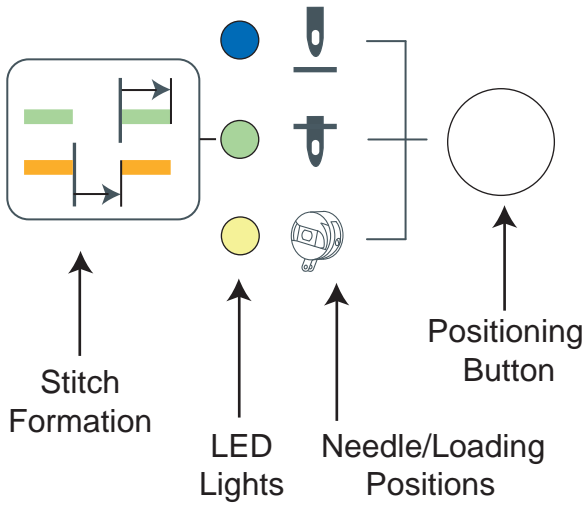 Stitch
Formation
LED
Lights
Needle/Loading
Positions
Positioning
Button